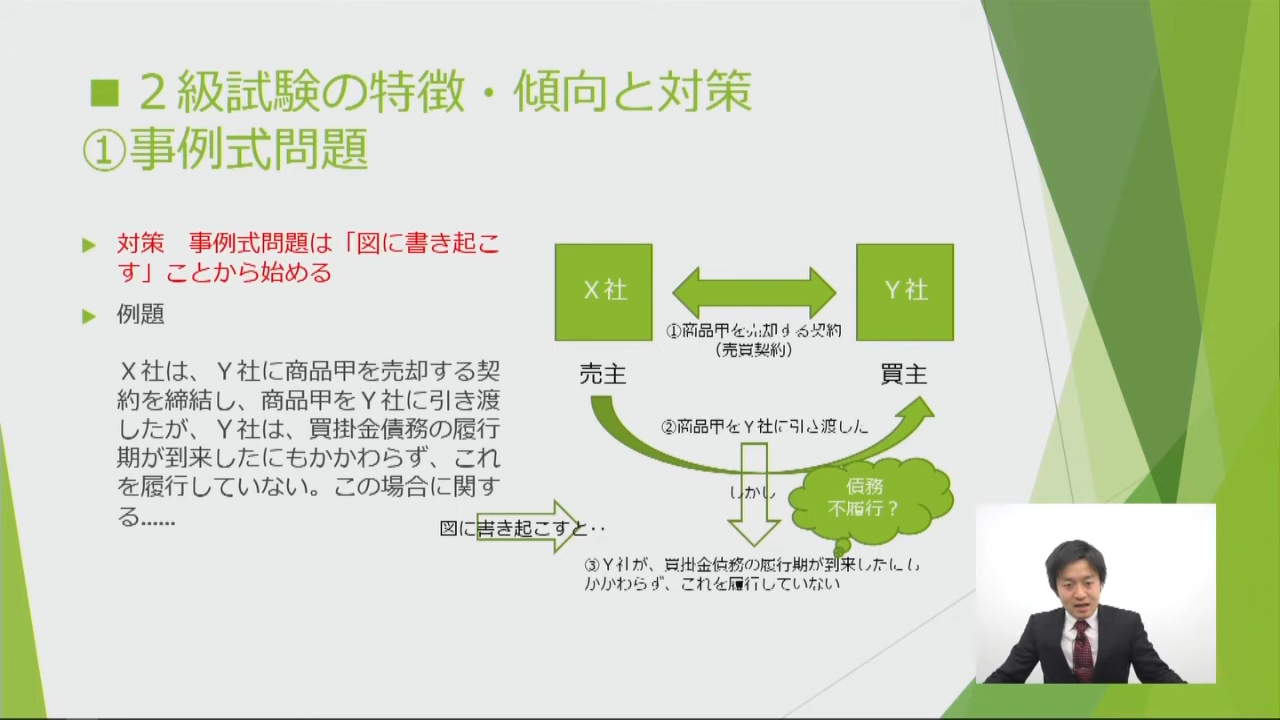 ■２級試験の特徴・傾向と対策
①事例式問題
対策　事例式問題は「図に書き起こ
す」ことから始める
例題
Ｘ社は、Ｙ社に商品甲を売却する契
約を締結し、商品甲をＹ社に引き渡
したが、Ｙ社は、買掛金債務の履行
期が到来したにもかかわらず、これ
を履行していない。この場合に関す
る……
図に書き起こすと‥
Ｘ社
Ｙ社
①商品甲を売却する契約
（売買契約）
売主
買主
②商品甲をＹ社に引き渡した
しかし
債務
不履行？
③Ｙ社が、買掛金債務の履行期が到来したにも
かかわらず、これを履行していない